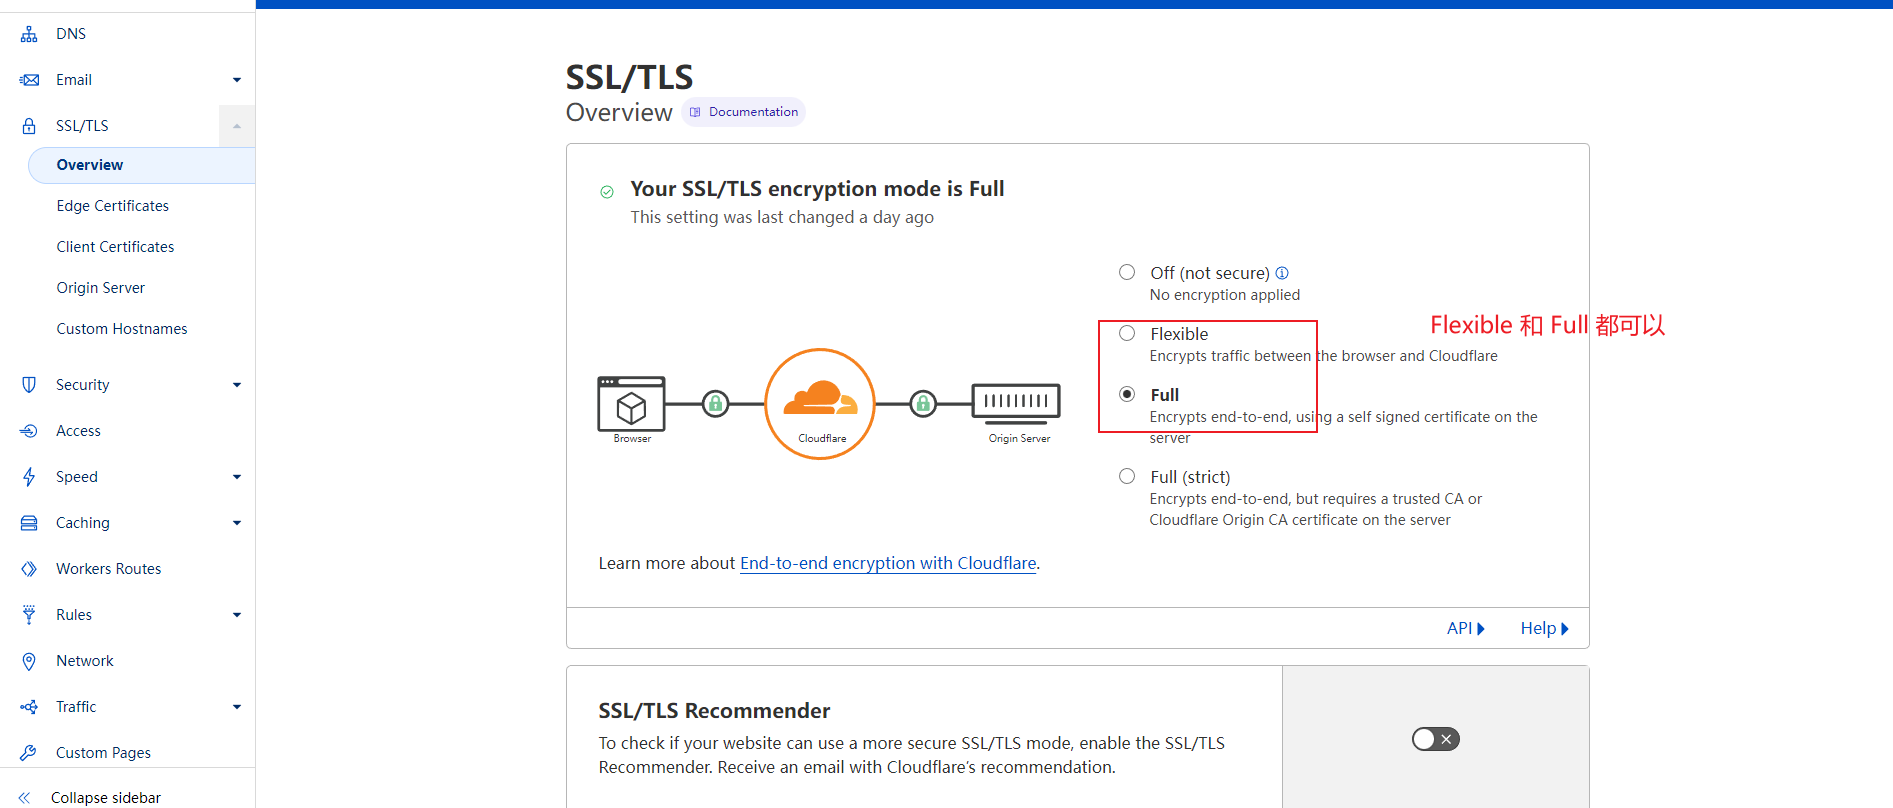 DNS
Email
SSL/TLS
Overview
Edge Certificates
Client Certificates
Origin Server
Custom Hostnames
Security
Access
Speed
Caching
Workers Routes
Rules
Network
Traffic
Custom Pages
Collapse sidebar
SSL/TLS
Overview Documentation
Your SSL/TLS encryption mode is Full
This setting was last changed a day ago
Browser
Cloudflare
Origin Server
Off (not secure)
No encryption applied
Flexible
Encrypts traffic between the browser and Cloudflare
Full
Encrypts end-to-end, using a self signed certificate on the
server
Full (strict)
Encrypts end-to-end, but requires a trusted CA or
Cloudflare Origin CA certificate on the server
Flexible 和 Full 都可以
Learn more about End-to-end encryption with Cloudflare.
API Help
SSL/TLS Recommender
To check if your website can use a more secure SSL/TLS mode, enable the SSL/TLS
Recommender. Receive an email with Cloudflare's recommendation.